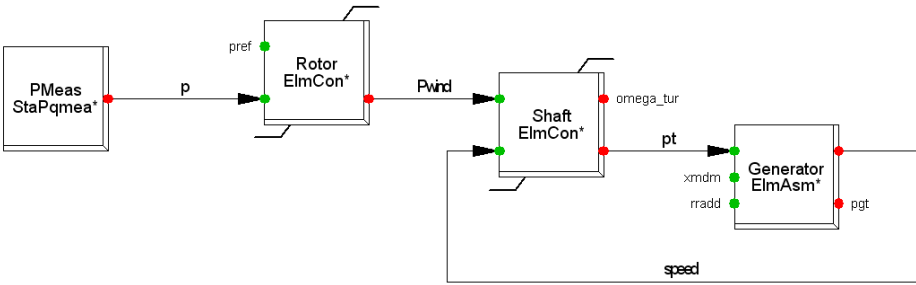 PMeas
StaPqmea*
p
pref
Rotor
ElmCon*
Pwind
Shaft
ElmCon*
omega_tur
pt
xmdm
rradd
Generator
ElmAsm*
pgt
speed